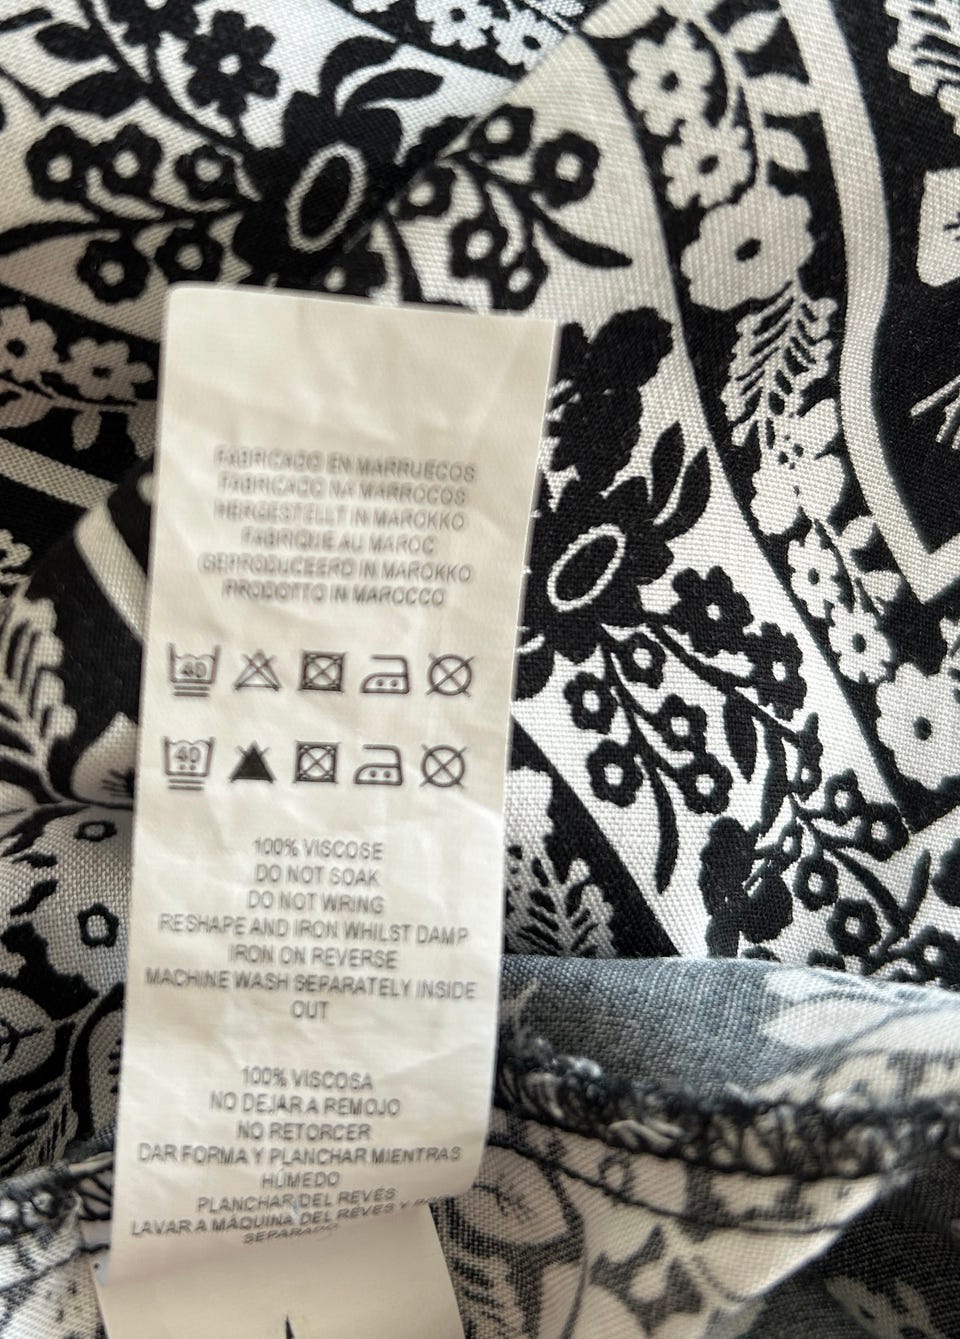 FABRICADO EN MARRUECOS
FABRICADO NA MARROCOS
HERGESTELLT IN MAROKKO
FABRIQUE AU MAROC
GEPRODUCEERD IN MAROKKO
PRODOTTO IN MAROCCO
40
40
100% VISCOSE
DO NOT SOAK
DO NOT WRING
RESHAPE AND IRON WHILST DAMP
IRON ON REVERSE
MACHINE WASH SEPARATELY INSIDE
OUT
100% VISCOSA
NO DEJAR A REMOJO
NO RETORCER
DAR FORMA Y PLANCHAR MIENTRAS
HÚMEDO
PLANCHAR DEL REVÉS
LAVAR A MÁQUINA DEL REVÉS Y